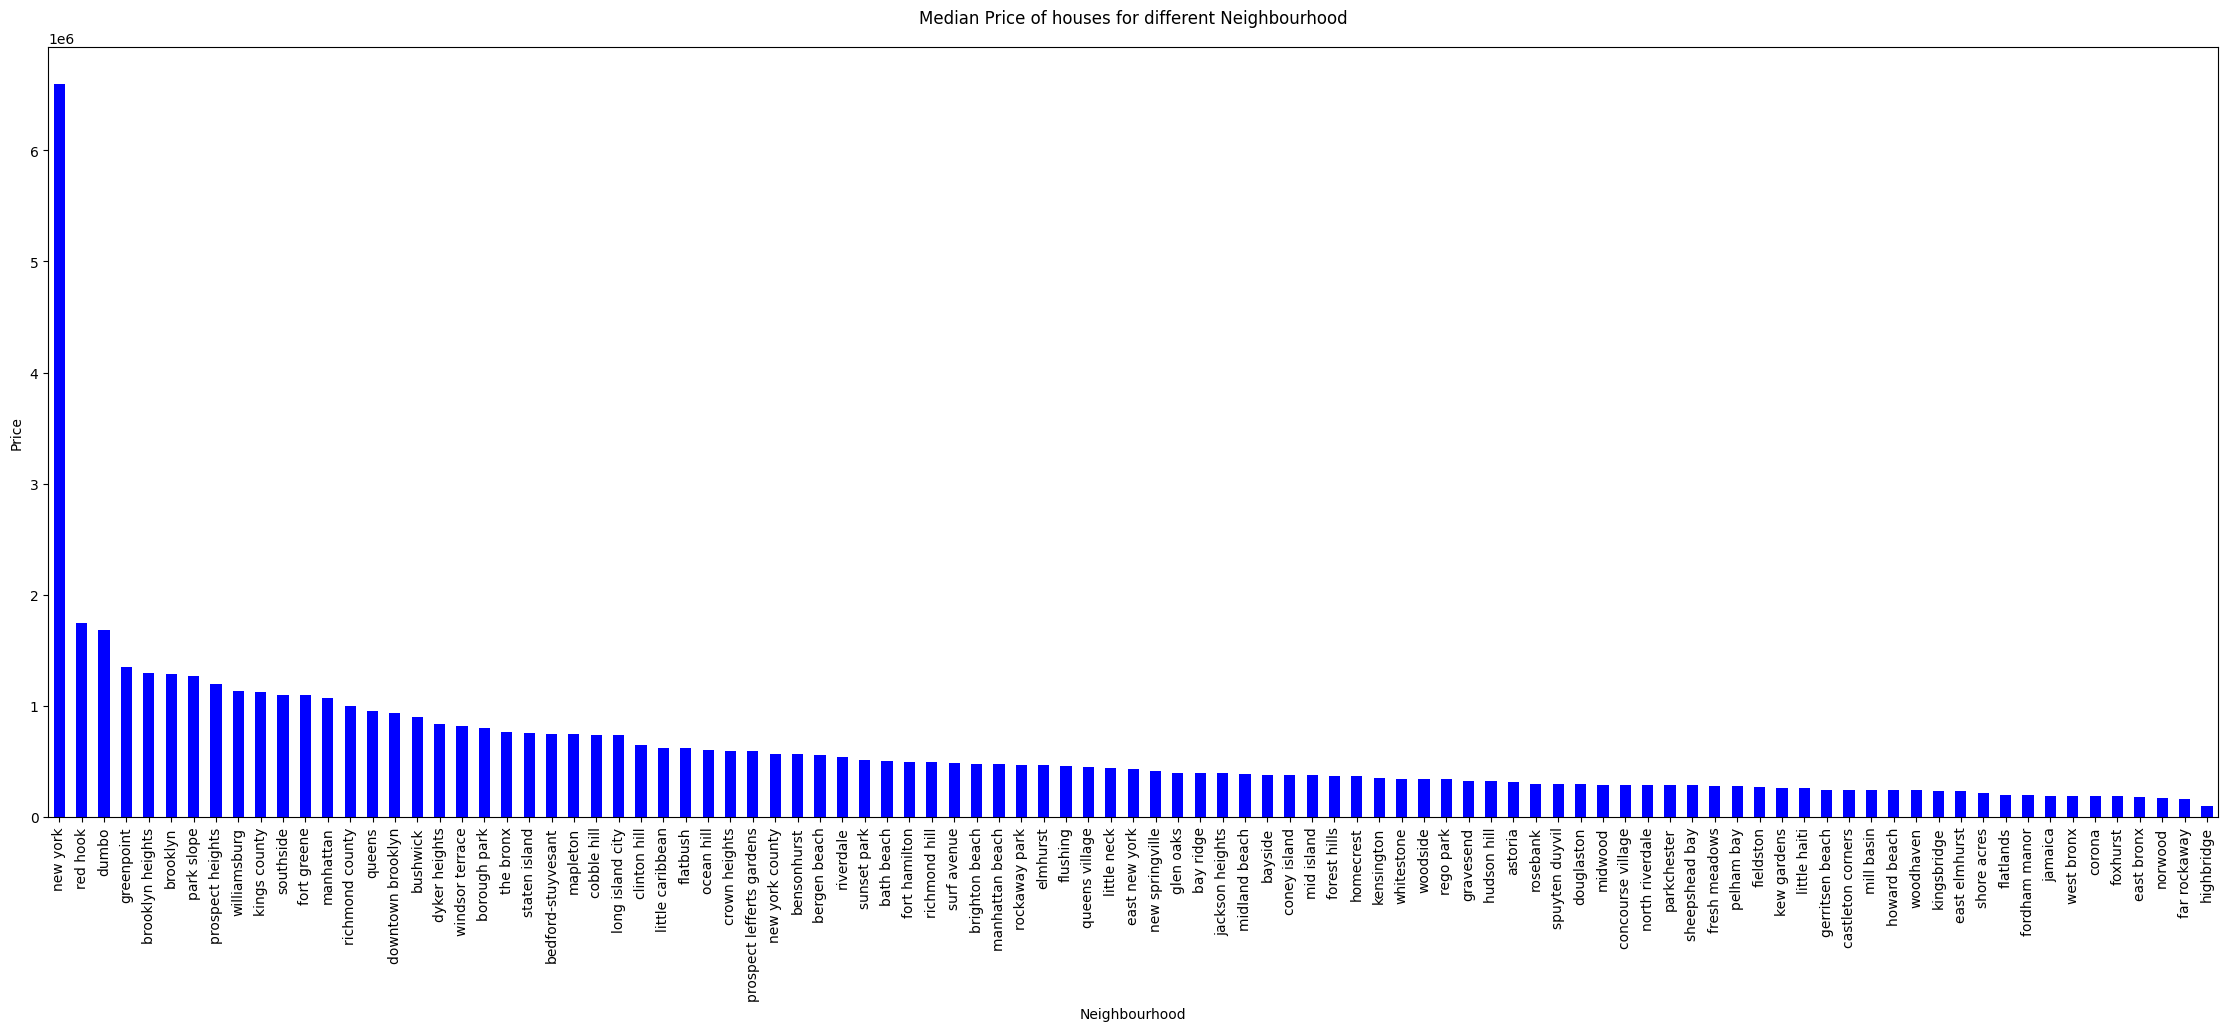 Median Price of houses for different Neighbourhood
1e6
6
5
4
3
2
1
0
Price
new york
red hook
dumbo
greenpoint
brooklyn heights
brooklyn
park slope
prospect heights
williamsburg
kings county
southside
fort greene
manhattan
richmond county
queens
downtown brooklyn
bushwick
dyker heights
windsor terrace
borough park
the bronx
staten island
bedford-stuyvesant
mapleton
cobble hill
long island city
clinton hill
little caribbean
flatbush
ocean hill
crown heights
prospect lefferts gardens
new york county
bensonhurst
bergen beach
riverdale
sunset park
bath beach
fort hamilton
richmond hill
surf avenue
brighton beach
manhattan beach
rockaway park
elmhurst
flushing
queens village
little neck
east new york
new springville
glen oaks
bay ridge
jackson heights
midland beach
bayside
coney island
mid island
forest hills
homecrest
kensington
whitestone
woodside
rego park
gravesend
hudson hill
astoria
rosebank
spuyten duyvil
douglaston
midwood
concourse village
north riverdale
parkchester
sheepshead bay
fresh meadows
pelham bay
fieldston
kew gardens
little haiti
gerritsen beach
castleton corners
mill basin
howard beach
woodhaven
kingsbridge
east elmhurst
shore acres
flatlands
fordham manor
jamaica
west bronx
corona
foxhurst
east bronx
norwood
far rockaway
highbridge
Neighbourhood